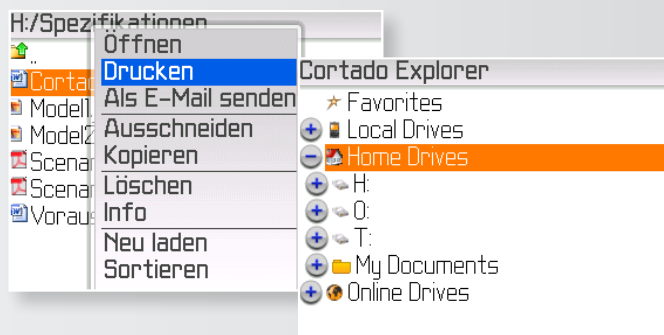 H:/Spezifikationen
..
Cortad
Model1
Model2
Scenar
Scenar
Voraus
Öffnen
Drucken
Als E-Mail senden
Ausschneiden
Kopieren
Löschen
Info
Neu laden
Sortieren
Cortado Explorer
Favorites
Local Drives
Home Drives
H:
O:
T:
My Documents
Online Drives